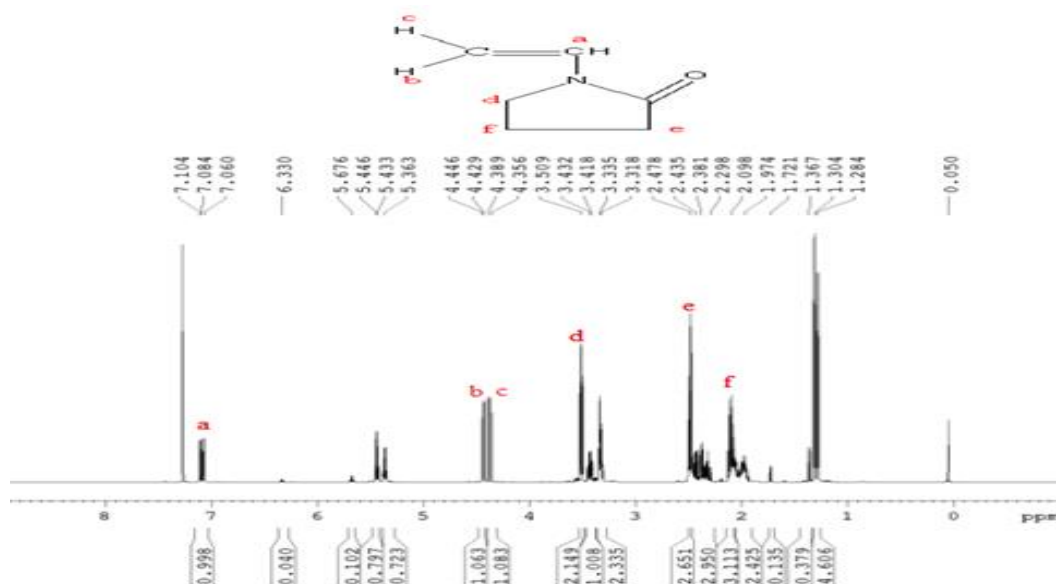 c
H a
C CH
H N O
b
d
f e
7.104 7.084 7.060 6.330 5.676 5.446 5.433 5.363 4.446 4.429 4.389 4.356 3.509 3.432 3.418 3.335 3.318 2.478 2.435 2.381 2.298 2.098 1.974 1.721 1.367 1.304 1.284 0.050
e
d
b c f
a
8 7 6 5 4 3 2 1 0 ppm
0.998 0.040 0.102 0.797 0.723 1.063 1.083 2.149 1.008 2.335 2.651 2.950 3.113 2.425 0.135 0.379 4.606